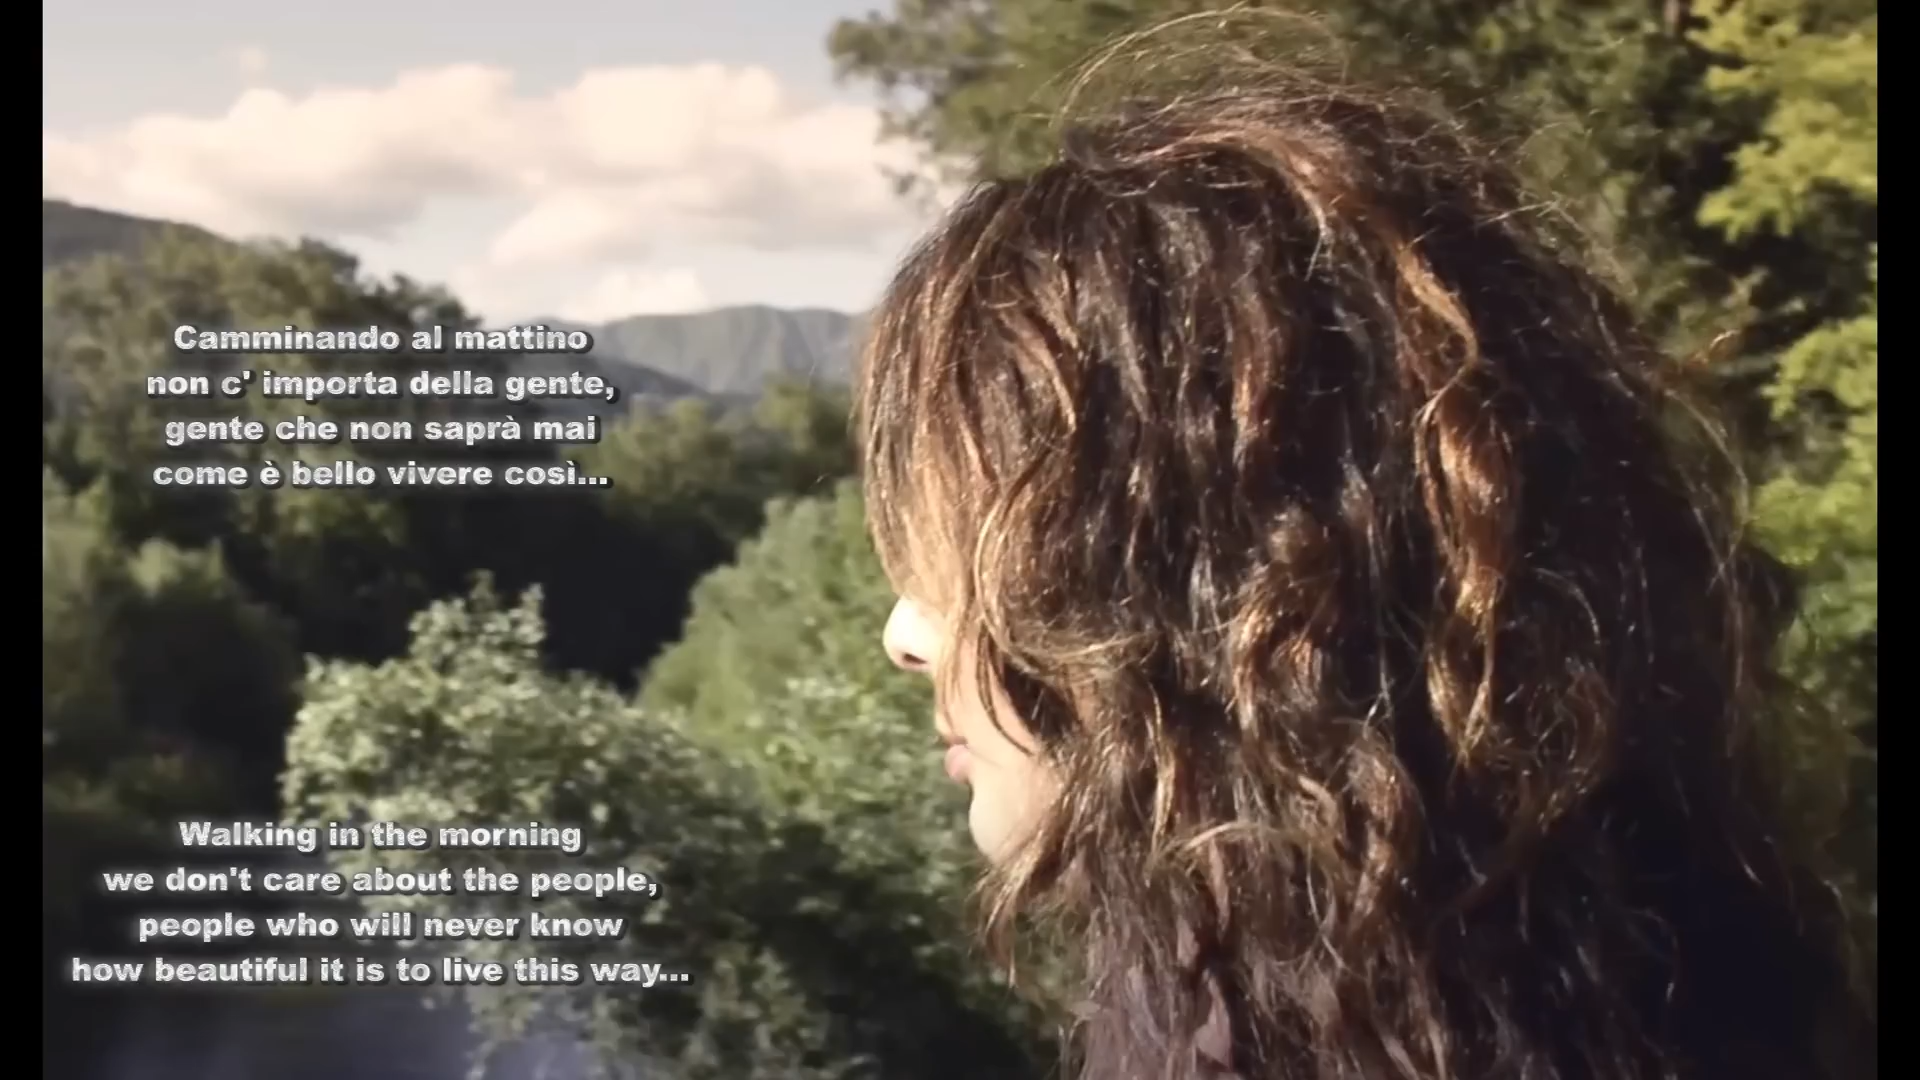 Camminando al mattino
non c' importa della gente,
gente che non saprà mai
come è bello vivere così...
Walking in the morning
we don't care about the people,
people who will never know
how beautiful it is to live this way...